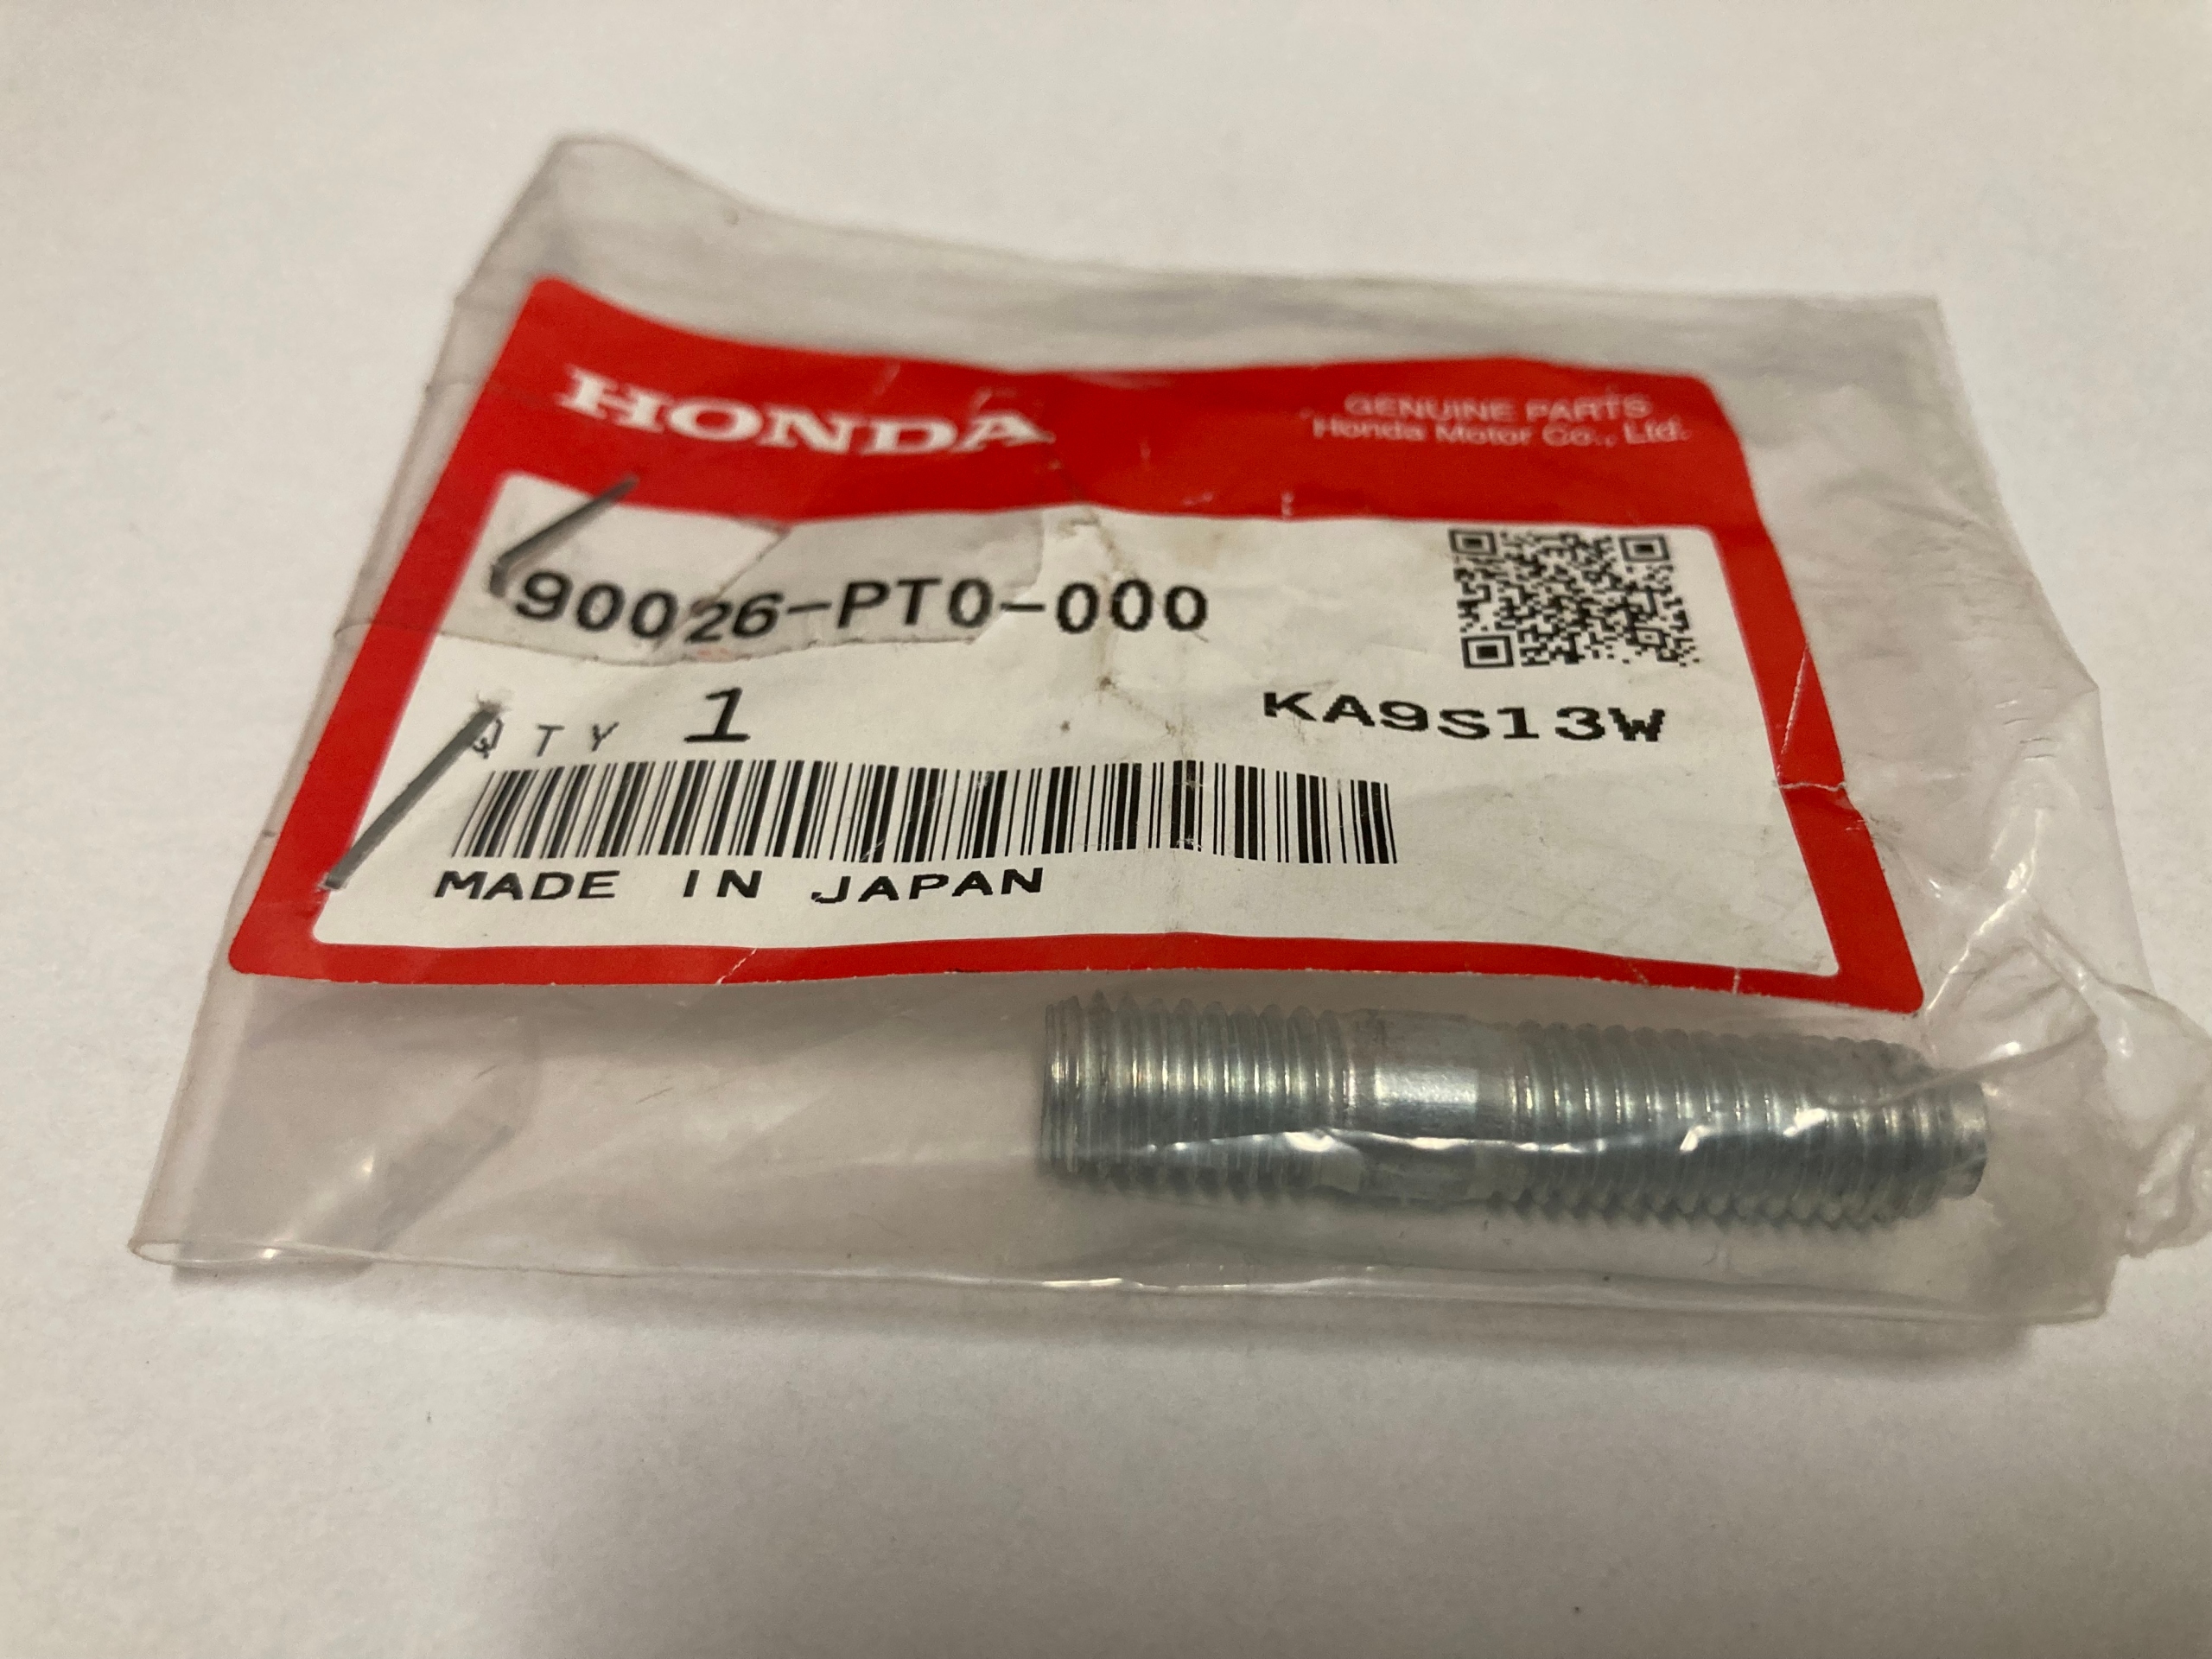 HONDA
GENUINE PARTS
Honda Motor Co., Ltd.
90026-PT0-000
QTY 1
KA9S13W
MADE IN JAPAN